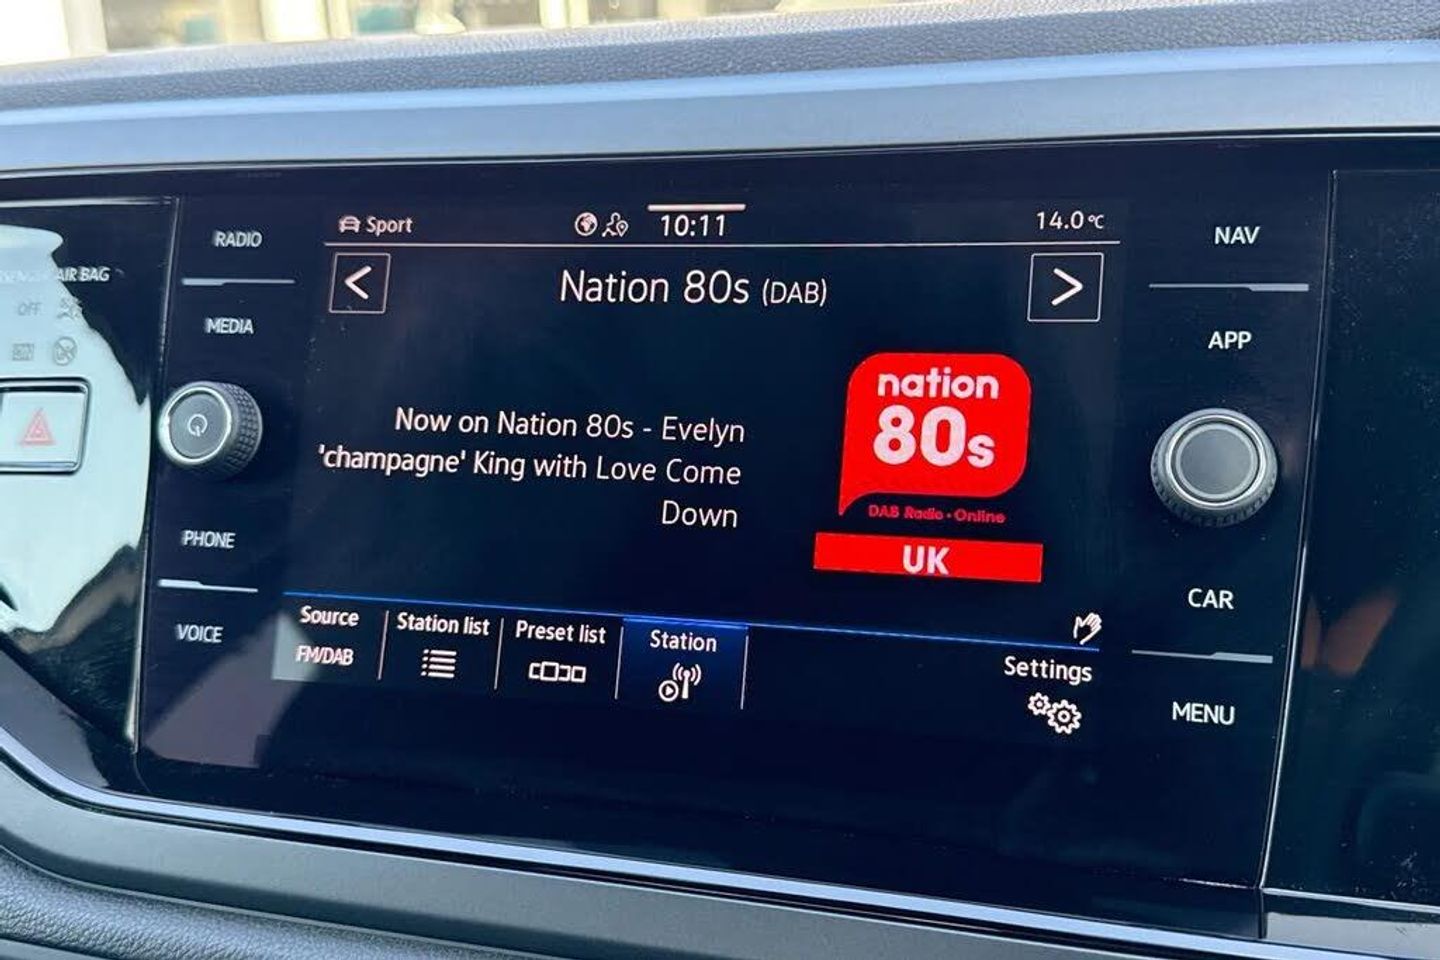 RADIO
Sport
10:11
14.0°C
NAV
AIR BAG
OFF
<
Nation 80s (DAB)
>
MEDIA
APP
nation
80s
DAB Radio • Online
UK
Now on Nation 80s - Evelyn
'champagne' King with Love Come
Down
PHONE
CAR
VOICE
Source
FM/DAB
Station list
Preset list
Station
Settings
MENU